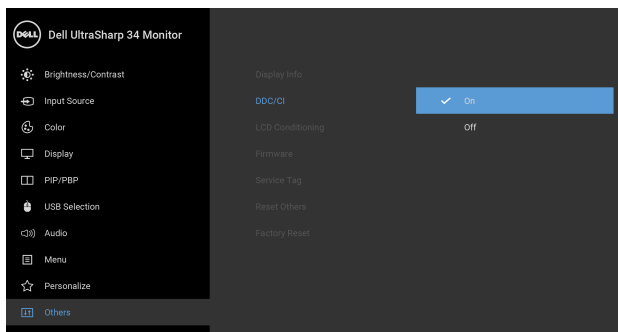 DELL Dell UltraSharp 34 Monitor
Brightness/Contrast
Input Source
Color
Display
PIP/PBP
USB Selection
Audio
Menu
Personalize
Others
Display Info
DDC/CI
LCD Conditioning
Firmware
Service Tag
Reset Others
Factory Reset
On
Off